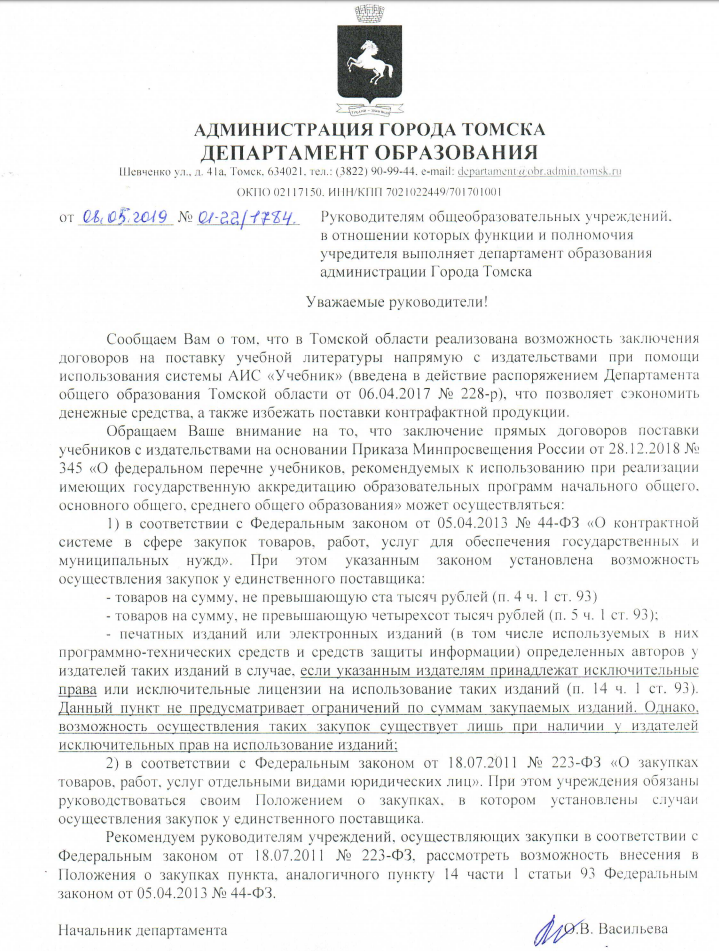 АДМИНИСТРАЦИЯ ГОРОДА ТОМСКА
ДЕПАРТАМЕНТ ОБРАЗОВАНИЯ
Шевченко ул., д. 41а, Томск, 634021, тел.: (3822) 90-99-44, e-mail: departament@obr.admin.tomsk.ru
ОКПО 02117150, ИНН/КПП 7021022449/701701001
от 06.05.2019 № 01-22/1784
Руководителям общеобразовательных учреждений,
в отношении которых функции и полномочия
учредителя выполняет департамент образования
администрации Города Томска
Уважаемые руководители!
Сообщаем Вам о том, что в Томской области реализована возможность заключения
договоров на поставку учебной литературы напрямую с издательствами при помощи
использования системы АИС «Учебник» (введена в действие распоряжением Департамента
общего образования Томской области от 06.04.2017 № 228-р), что позволяет сэкономить
денежные средства, а также избежать поставки контрафактной продукции.
Обращаем Ваше внимание на то, что заключение прямых договоров поставки
учебников с издательствами на основании Приказа Минпросвещения России от 28.12.2018 №
345 «О федеральном перечне учебников, рекомендуемых к использованию при реализации
имеющих государственную аккредитацию образовательных программ начального общего,
основного общего, среднего общего образования» может осуществляться:
1) в соответствии с Федеральным законом от 05.04.2013 № 44-ФЗ «О контрактной
системе в сфере закупок товаров, работ, услуг для обеспечения государственных и
муниципальных нужд». При этом указанным законом установлена возможность
осуществления закупок у единственного поставщика:
- товаров на сумму, не превышающую ста тысяч рублей (п. 4 ч. 1 ст. 93)
- товаров на сумму, не превышающую четырехсот тысяч рублей (п. 5 ч. 1 ст. 93);
- печатных изданий или электронных изданий (в том числе используемых в них
программно-технических средств и средств защиты информации) определенных авторов у
издателей таких изданий в случае, если указанным издателям принадлежат исключительные
права или исключительные лицензии на использование таких изданий (п. 14 ч. 1 ст. 93).
Данный пункт не предусматривает ограничений по суммам закупаемых изданий. Однако,
возможность осуществления таких закупок существует лишь при наличии у издателей
исключительных прав на использование изданий;
2) в соответствии с Федеральным законом от 18.07.2011 № 223-ФЗ «О закупках
товаров, работ, услуг отдельными видами юридических лиц». При этом учреждения обязаны
руководствоваться своим Положением о закупках, в котором установлены случаи
осуществления закупок у единственного поставщика.
Рекомендуем руководителям учреждений, осуществляющих закупки в соответствии с
Федеральным законом от 18.07.2011 № 223-ФЗ, рассмотреть возможность внесения в
Положения о закупках пункта, аналогичного пункту 14 части 1 статьи 93 Федеральным
законом от 05.04.2013 № 44-ФЗ.
Начальник департамента
О.В. Васильева